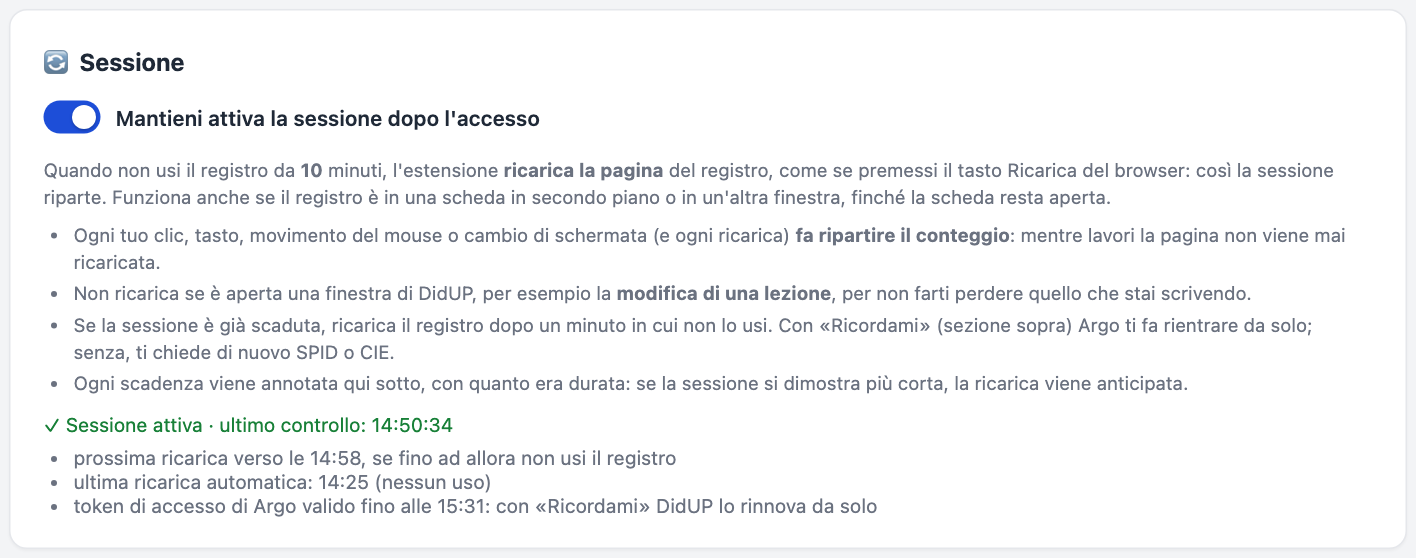 Sessione
Mantieni attiva la sessione dopo l'accesso
Quando non usi il registro da 10 minuti, l'estensione ricarica la pagina del registro, come se premessi il tasto Ricarica del browser: così la sessione
riparte. Funziona anche se il registro è in una scheda in secondo piano o in un'altra finestra, finché la scheda resta aperta.
• Ogni tuo clic, tasto, movimento del mouse o cambio di schermata (e ogni ricarica) fa ripartire il conteggio: mentre lavori la pagina non viene mai
ricaricata.
• Non ricarica se è aperta una finestra di DidUP, per esempio la modifica di una lezione, per non farti perdere quello che stai scrivendo.
• Se la sessione è già scaduta, ricarica il registro dopo un minuto in cui non lo usi. Con «Ricordami» (sezione sopra) Argo ti fa rientrare da solo;
senza, ti chiede di nuovo SPID o CIE.
• Ogni scadenza viene annotata qui sotto, con quanto era durata: se la sessione si dimostra più corta, la ricarica viene anticipata.
✓ Sessione attiva · ultimo controllo: 14:50:34
• prossima ricarica verso le 14:58, se fino ad allora non usi il registro
• ultima ricarica automatica: 14:25 (nessun uso)
• token di accesso di Argo valido fino alle 15:31: con «Ricordami» DidUP lo rinnova da solo